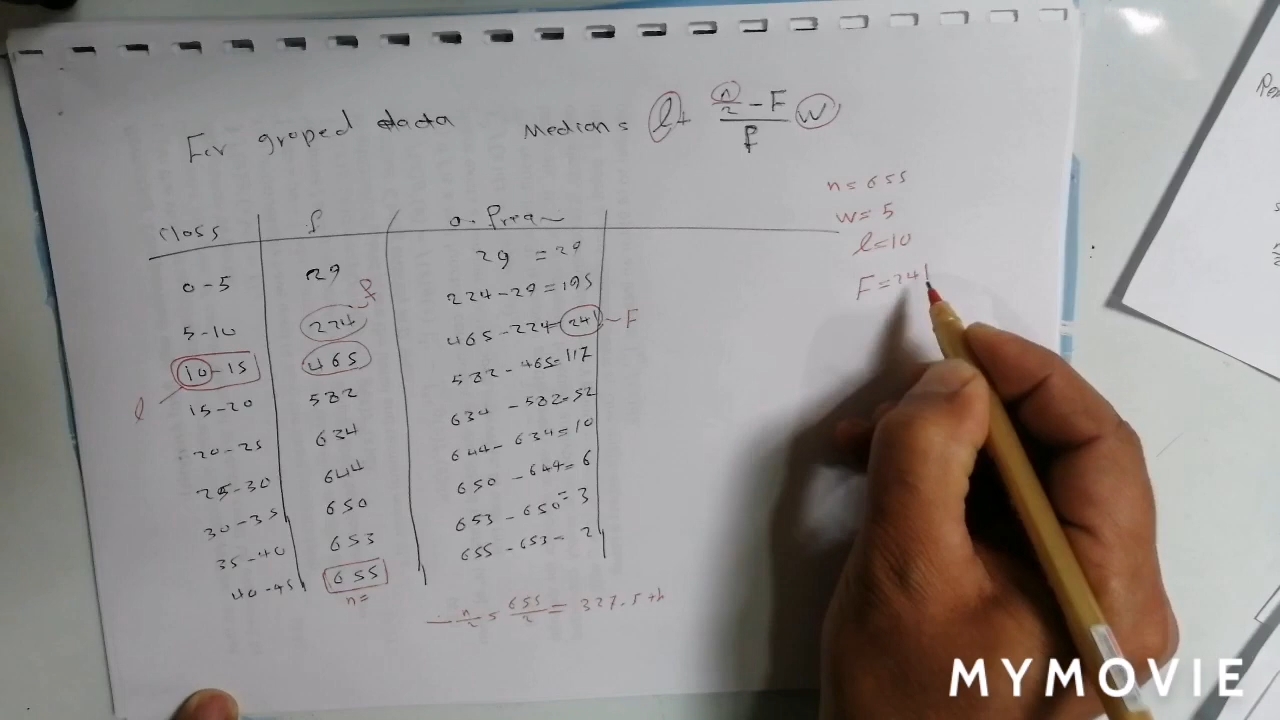 For groped data Median = l + n/2 - F / f w
n = 655
w = 5
l = 10
F = 241
class f o. freq
0-5 29 29 = 29
5-10 224 f 224-29 = 195
10-15 465 465-224 = 241 F
l
15-20 582 582-465 = 117
20-25 634 634-582 = 52
25-30 644 644-634 = 10
30-35 650 650-644 = 6
35-40 653 653-650 = 3
40-45 655 655-653 = 2
n =
n/2 = 655/2 = 327.5th
MYMOVIE